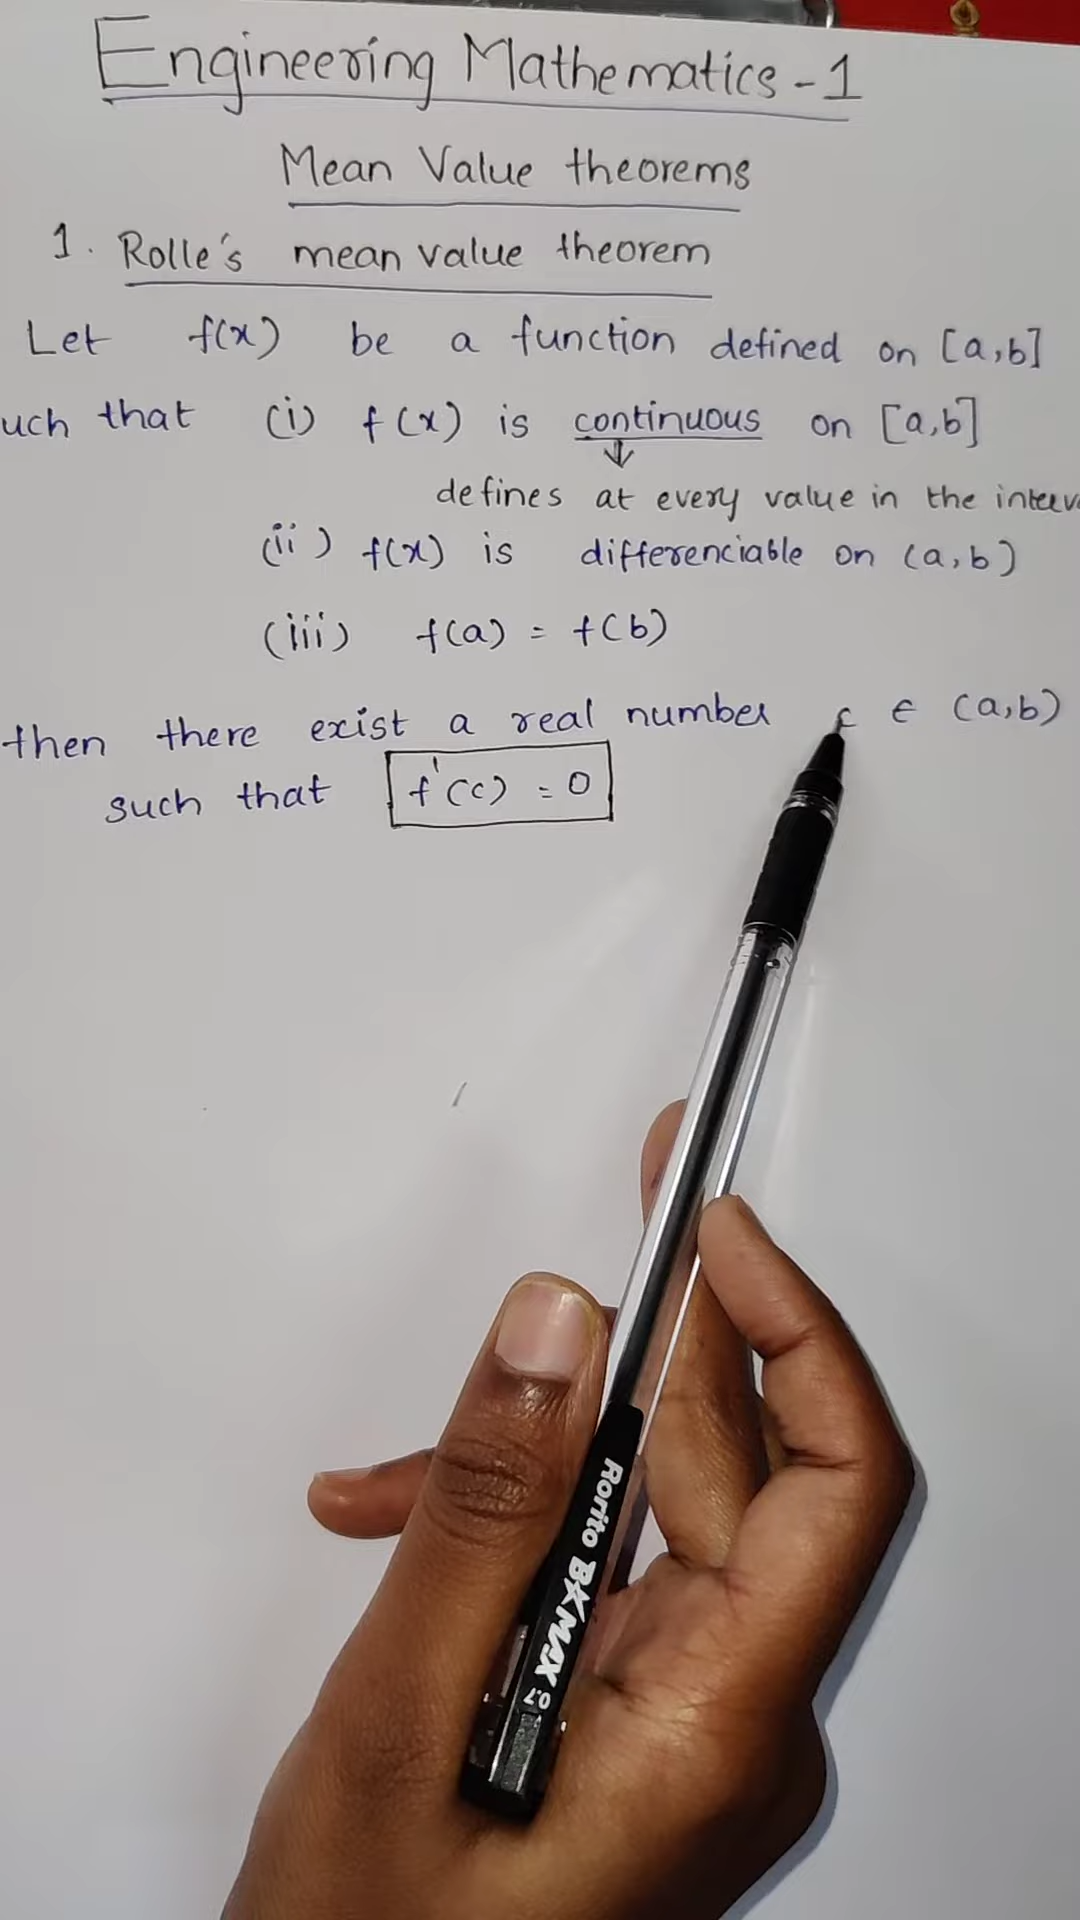 Engineering Mathematics - 1
Mean Value theorems
1. Rolle's mean value theorem
Let f(x) be a function defined on [a,b]
uch that (i) f(x) is continuous on [a,b]
↓
defines at every value in the interv
(ii) f(x) is differenciable on (a,b)
(iii) f(a) = f(b)
then there exist a real number c ∈ (a,b)
such that f'(c) = 0
Rorito BXMAX